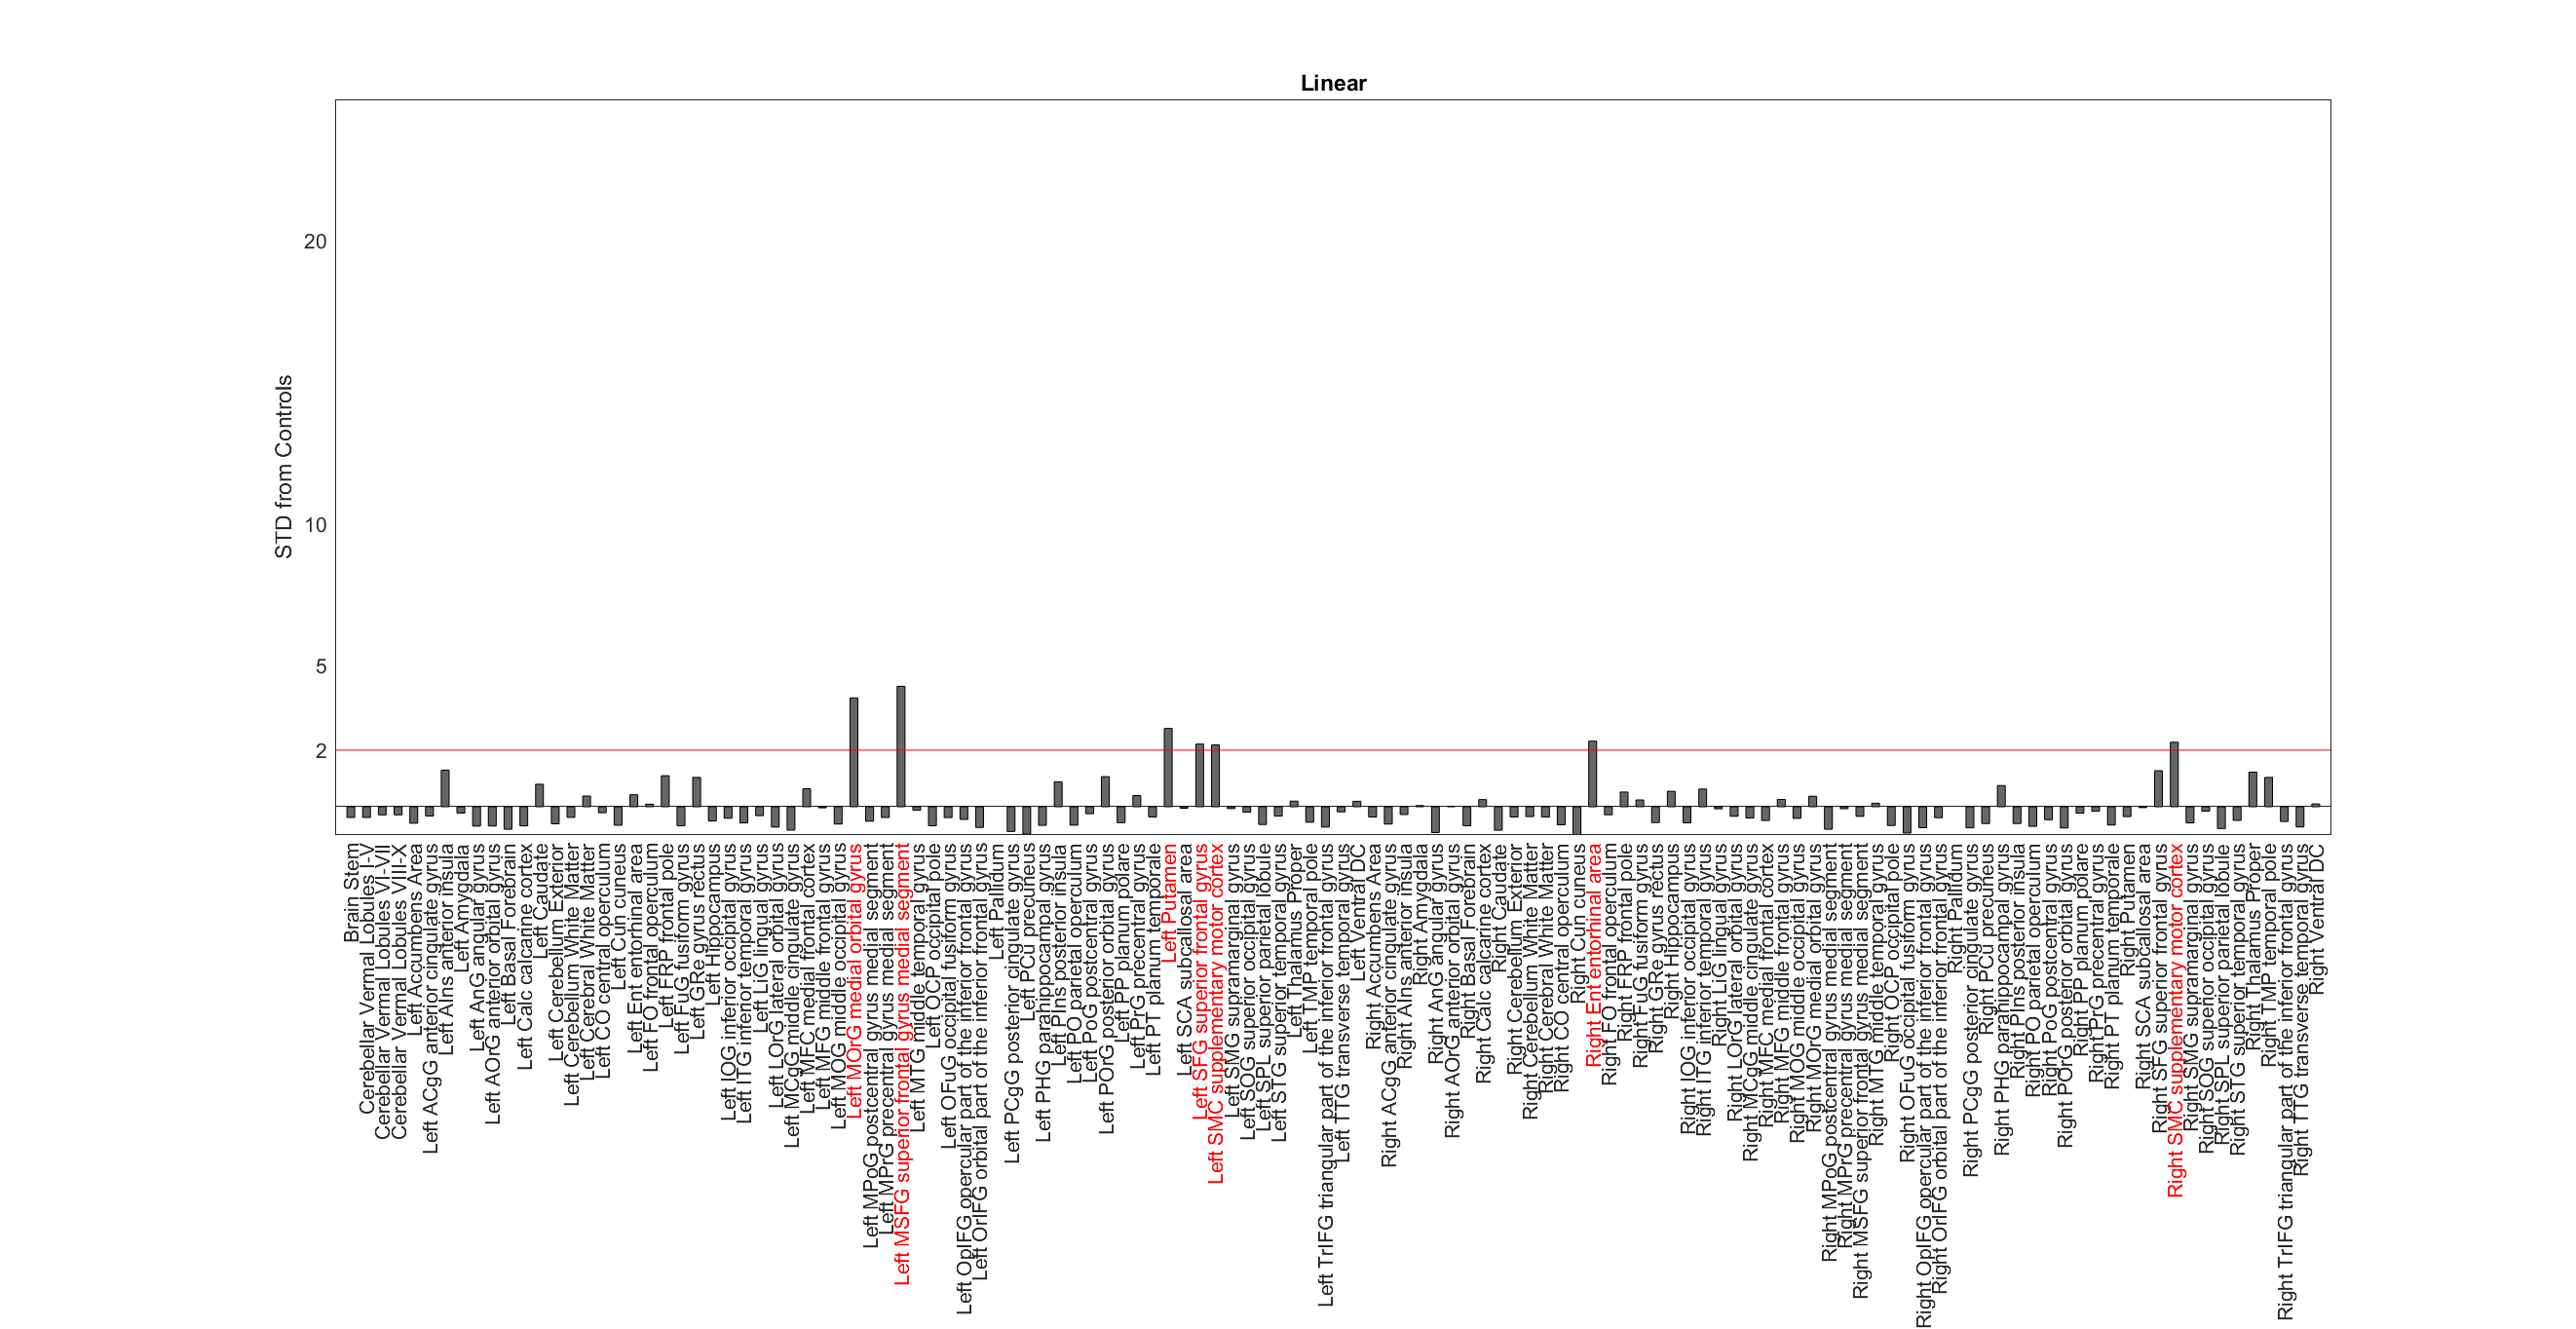 Linear
STD from Controls
20
10
5
2
Brain Stem
Cerebellar Vermal Lobules I-V
Cerebellar Vermal Lobules VI-VII
Cerebellar Vermal Lobules VIII-X
Left Accumbens Area
Left ACgG anterior cingulate gyrus
Left AIns anterior insula
Left Amygdala
Left AnG angular gyrus
Left AOrG anterior orbital gyrus
Left Basal Forebrain
Left Calc calcarine cortex
Left Caudate
Left Cerebellum Exterior
Left Cerebellum White Matter
Left Cerebral White Matter
Left CO central operculum
Left Cun cuneus
Left Ent entorhinal area
Left FO frontal operculum
Left FRP frontal pole
Left FuG fusiform gyrus
Left GRe gyrus rectus
Left Hippocampus
Left IOG inferior occipital gyrus
Left ITG inferior temporal gyrus
Left LiG lingual gyrus
Left LOrG lateral orbital gyrus
Left MCgG middle cingulate gyrus
Left MFC medial frontal cortex
Left MFG middle frontal gyrus
Left MOG middle occipital gyrus
Left MOrG medial orbital gyrus
Left MPoG postcentral gyrus medial segment
Left MPrG precentral gyrus medial segment
Left MSFG superior frontal gyrus medial segment
Left MTG middle temporal gyrus
Left OCP occipital pole
Left OFuG occipital fusiform gyrus
Left OpIFG opercular part of the inferior frontal gyrus
Left OrIFG orbital part of the inferior frontal gyrus
Left Pallidum
Left PCgG posterior cingulate gyrus
Left PCu precuneus
Left PHG parahippocampal gyrus
Left PIns posterior insula
Left PO parietal operculum
Left PoG postcentral gyrus
Left POrG posterior orbital gyrus
Left PP planum polare
Left PrG precentral gyrus
Left PT planum temporale
Left Putamen
Left SCA subcallosal area
Left SFG superior frontal gyrus
Left SMC supplementary motor cortex
Left SMG supramarginal gyrus
Left SOG superior occipital gyrus
Left SPL superior parietal lobule
Left STG superior temporal gyrus
Left Thalamus Proper
Left TMP temporal pole
Left TrIFG triangular part of the inferior frontal gyrus
Left TTG transverse temporal gyrus
Left Ventral DC
Right Accumbens Area
Right ACgG anterior cingulate gyrus
Right AIns anterior insula
Right Amygdala
Right AnG angular gyrus
Right AOrG anterior orbital gyrus
Right Basal Forebrain
Right Calc calcarine cortex
Right Caudate
Right Cerebellum Exterior
Right Cerebellum White Matter
Right Cerebral White Matter
Right CO central operculum
Right Cun cuneus
Right Ent entorhinal area
Right FO frontal operculum
Right FRP frontal pole
Right FuG fusiform gyrus
Right GRe gyrus rectus
Right Hippocampus
Right IOG inferior occipital gyrus
Right ITG inferior temporal gyrus
Right LiG lingual gyrus
Right LOrG lateral orbital gyrus
Right MCgG middle cingulate gyrus
Right MFC medial frontal cortex
Right MFG middle frontal gyrus
Right MOG middle occipital gyrus
Right MOrG medial orbital gyrus
Right MPoG postcentral gyrus medial segment
Right MPrG precentral gyrus medial segment
Right MSFG superior frontal gyrus medial segment
Right MTG middle temporal gyrus
Right OCP occipital pole
Right OFuG occipital fusiform gyrus
Right OpIFG opercular part of the inferior frontal gyrus
Right OrIFG orbital part of the inferior frontal gyrus
Right Pallidum
Right PCgG posterior cingulate gyrus
Right PCu precuneus
Right PHG parahippocampal gyrus
Right PIns posterior insula
Right PO parietal operculum
Right PoG postcentral gyrus
Right POrG posterior orbital gyrus
Right PP planum polare
Right PrG precentral gyrus
Right PT planum temporale
Right Putamen
Right SCA subcallosal area
Right SFG superior frontal gyrus
Right SMC supplementary motor cortex
Right SMG supramarginal gyrus
Right SOG superior occipital gyrus
Right SPL superior parietal lobule
Right STG superior temporal gyrus
Right Thalamus Proper
Right TMP temporal pole
Right TrIFG triangular part of the inferior frontal gyrus
Right TTG transverse temporal gyrus
Right Ventral DC